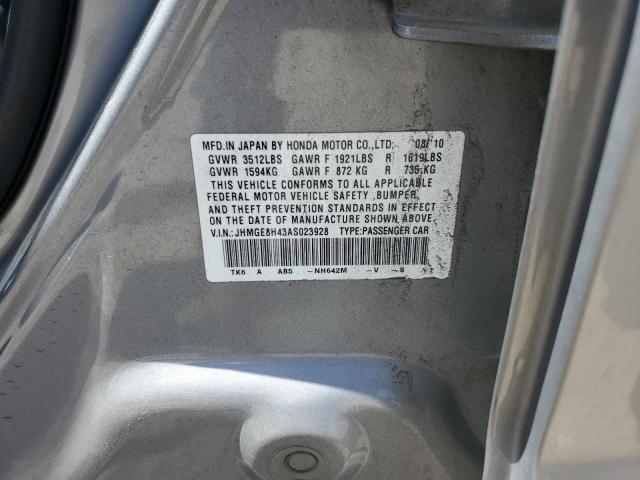 MFD.IN JAPAN BY HONDA MOTOR CO.,LTD. 08/'10
GVWR 3512LBS GAWR F 1921LBS R 1619LBS
GVWR 1594KG GAWR F 872 KG R 735 KG
THIS VEHICLE CONFORMS TO ALL APPLICABLE
FEDERAL MOTOR VEHICLE SAFETY ,BUMPER,
AND THEFT PREVENTION STANDARDS IN EFFECT
ON THE DATE OF MANUFACTURE SHOWN ABOVE.
V.I.N.: JHMGE8H43AS023928 TYPE:PASSENGER CAR
TK6 A AB5 -NH642M -V -S